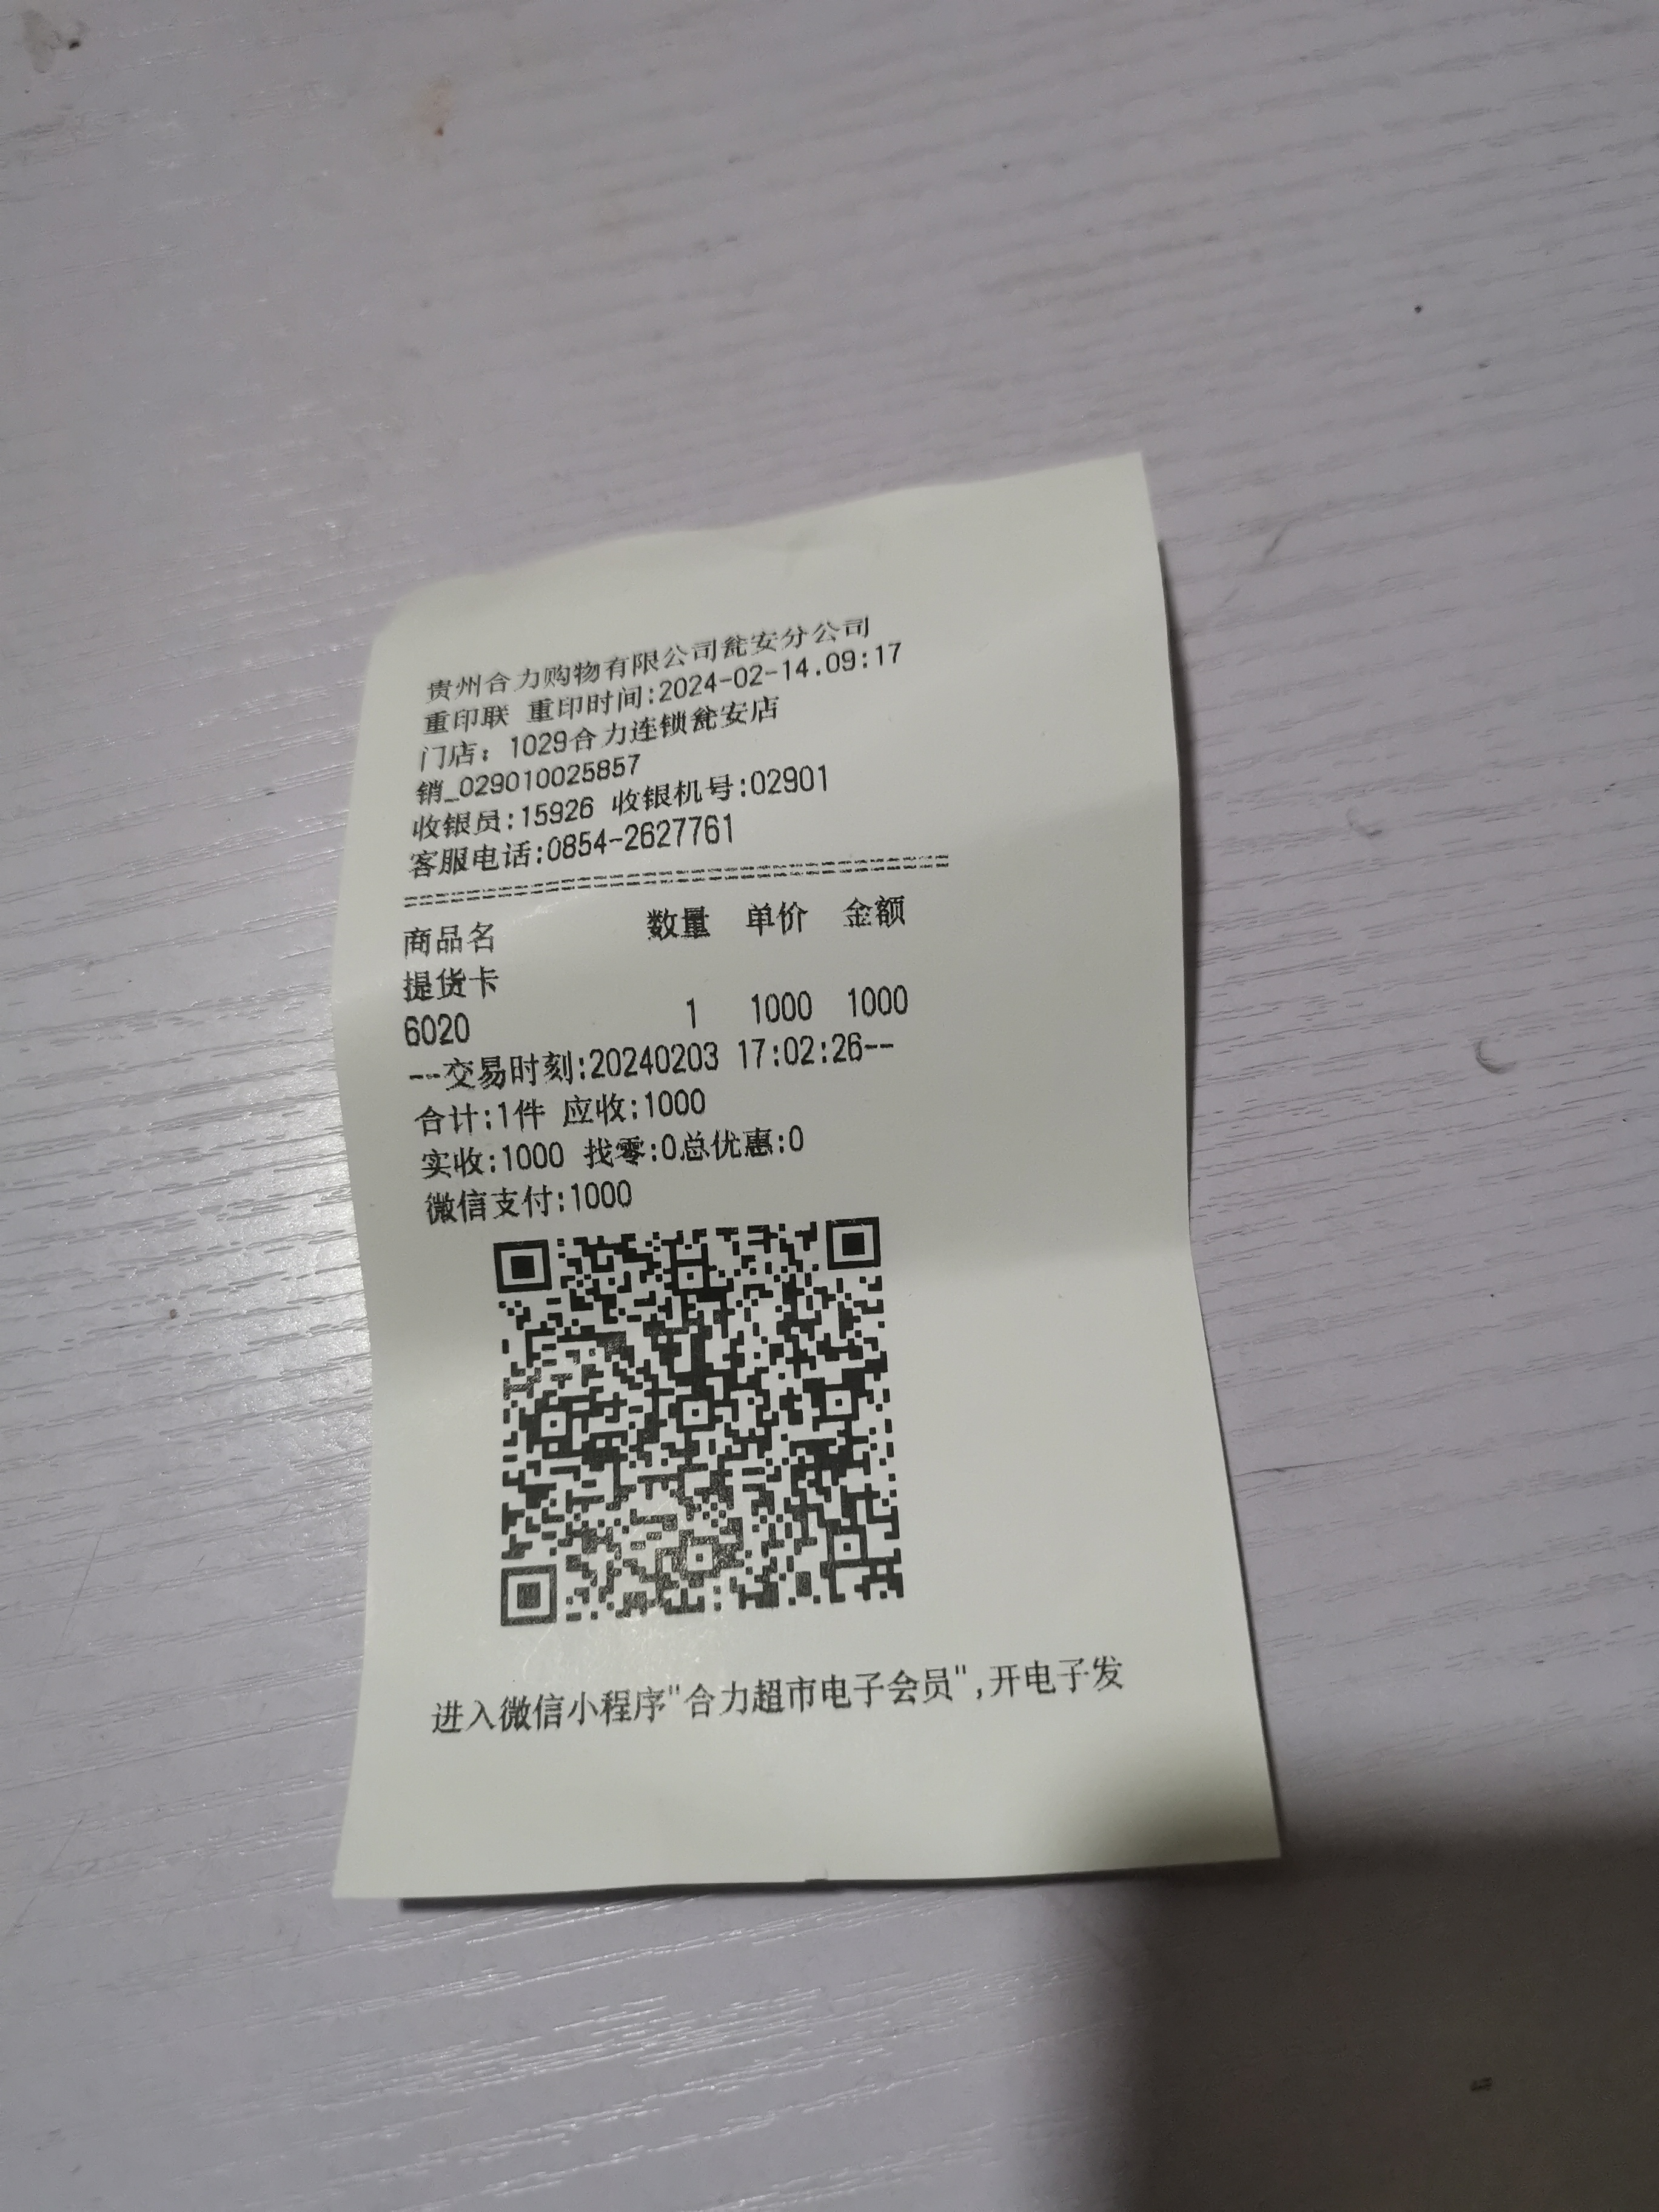 贵州合力购物有限公司瓮安分公司
重印联 重印时间:2024-02-14.09:17
门店：1029合力连锁瓮安店
销_029010025857
收银员:15926 收银机号:02901
客服电话:0854-2627761
==================================
商品名 数量 单价 金额
提货卡
6020 1 1000 1000
--交易时刻:20240203 17:02:26--
合计:1件 应收:1000
实收:1000 找零:0总优惠:0
微信支付:1000
进入微信小程序"合力超市电子会员",开电子发